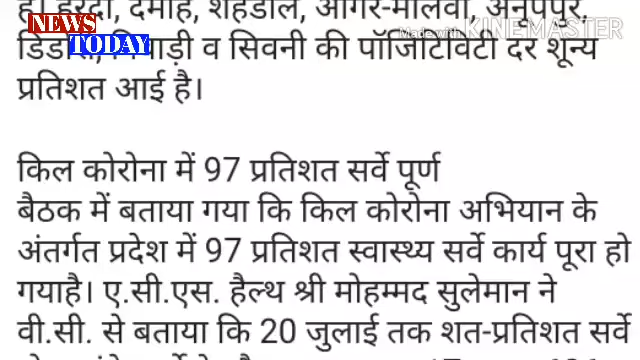 है। हरदा, दमोह, शहडोल, आगर-मालवा, अनूपपुर,
NEWS
TODAY
Made with KINEMASTER
व सिवनी की पॉजिटिविटी दर शून्य
प्रतिशत आई है।
किल कोरोना में 97 प्रतिशत सर्वे पूर्ण
बैठक में बताया गया कि किल कोरोना अभियान के
अंतर्गत प्रदेश में 97 प्रतिशत स्वास्थ्य सर्वे कार्य पूरा हो
गयाहै। ए.सी.एस. हैल्थ श्री मोहम्मद सुलेमान ने
वी.सी. से बताया कि 20 जुलाई तक शत-प्रतिशत सर्वे